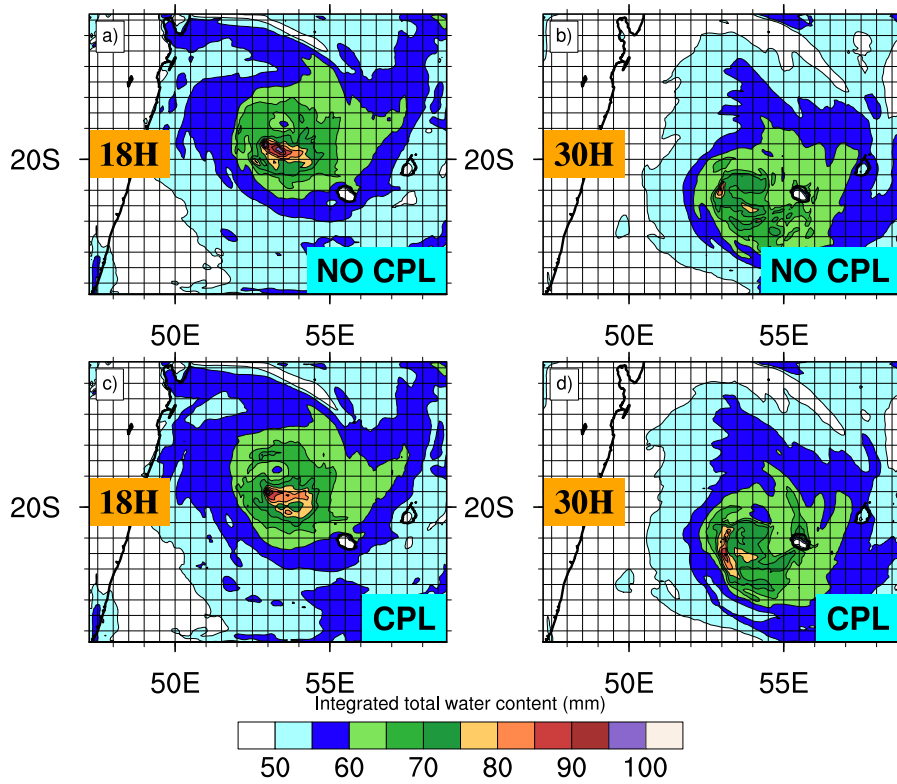 a)
b)
20S
18H
20S
30H
NO CPL
NO CPL
50E
55E
50E
55E
c)
d)
20S
18H
20S
30H
CPL
CPL
50E
55E
50E
55E
Integrated total water content (mm)
50 60 70 80 90 100